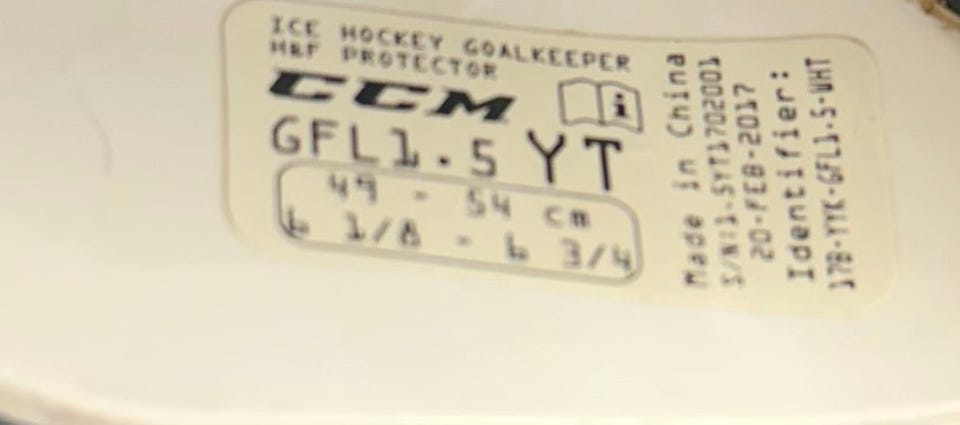 ICE HOCKEY GOALKEEPER
H&F PROTECTOR
CCM
GFL1.5 YT
49 - 54 cm
6 1/8 - 6 3/4
Made in China
S/N:1.5YT1702001
20-FEB-2017
Identifier:
17B-YTK-GFL1.5-WHT